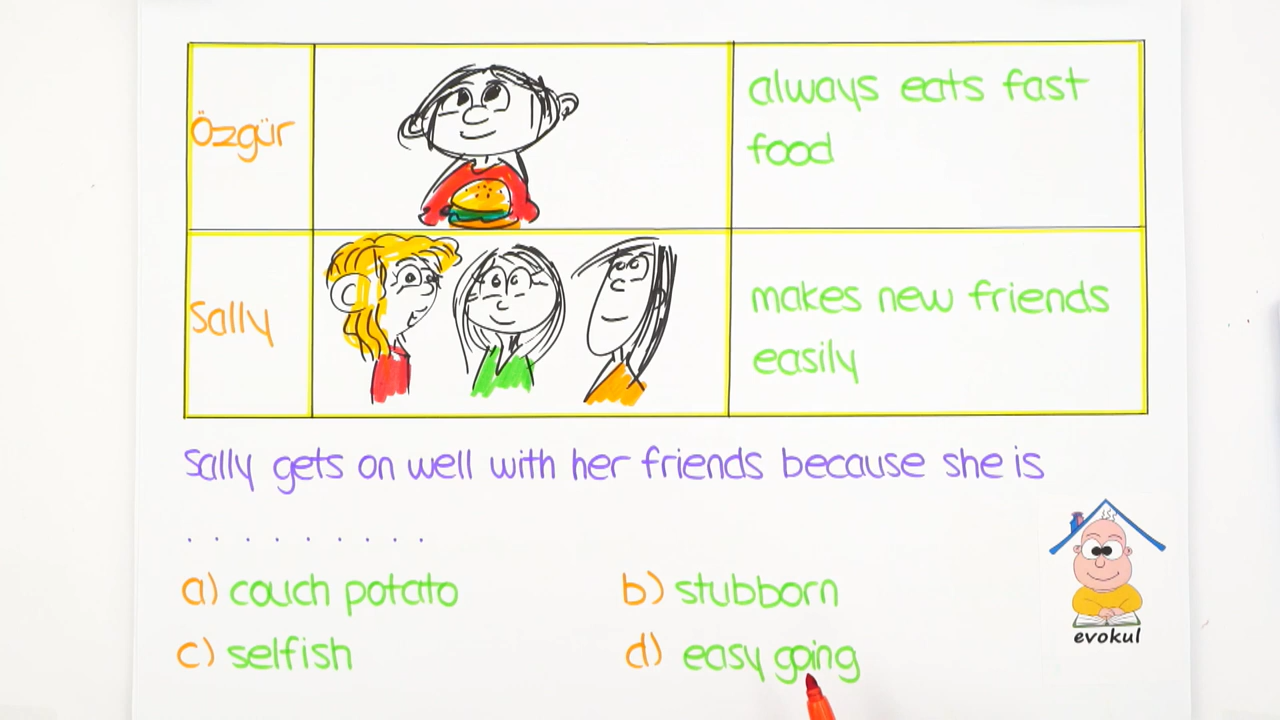 Özgür
always eats fast
food
Sally
makes new friends
easily
Sally gets on well with her friends because she is
. . . . . . . . .
a) couch potato
b) stubborn
c) selfish
d) easy going
evokul